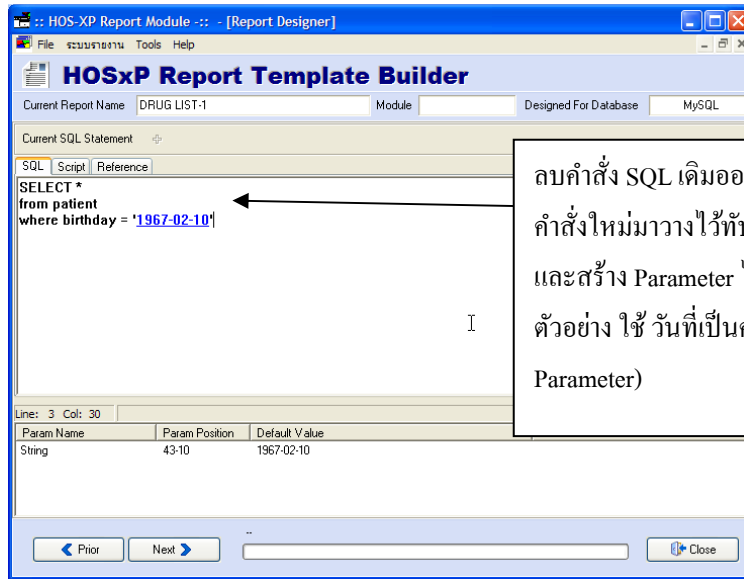 :: HOS-XP Report Module -:: - [Report Designer]
File ระบบรายงาน Tools Help
HOSxP Report Template Builder
Current Report Name DRUG LIST-1 Module Designed For Database MySQL
Current SQL Statement
SQL Script Reference
SELECT *
from patient
where birthday = '1967-02-10'
ลบคำสั่ง SQL เดิมออ
คำสั่งใหม่มาวางไว้ทับ
และสร้าง Parameter
ตัวอย่าง ใช้ วันที่เป็น
Parameter)
Line: 3 Col: 30
Param Name Param Position Default Value
String 43-10 1967-02-10
..
Prior Next Close